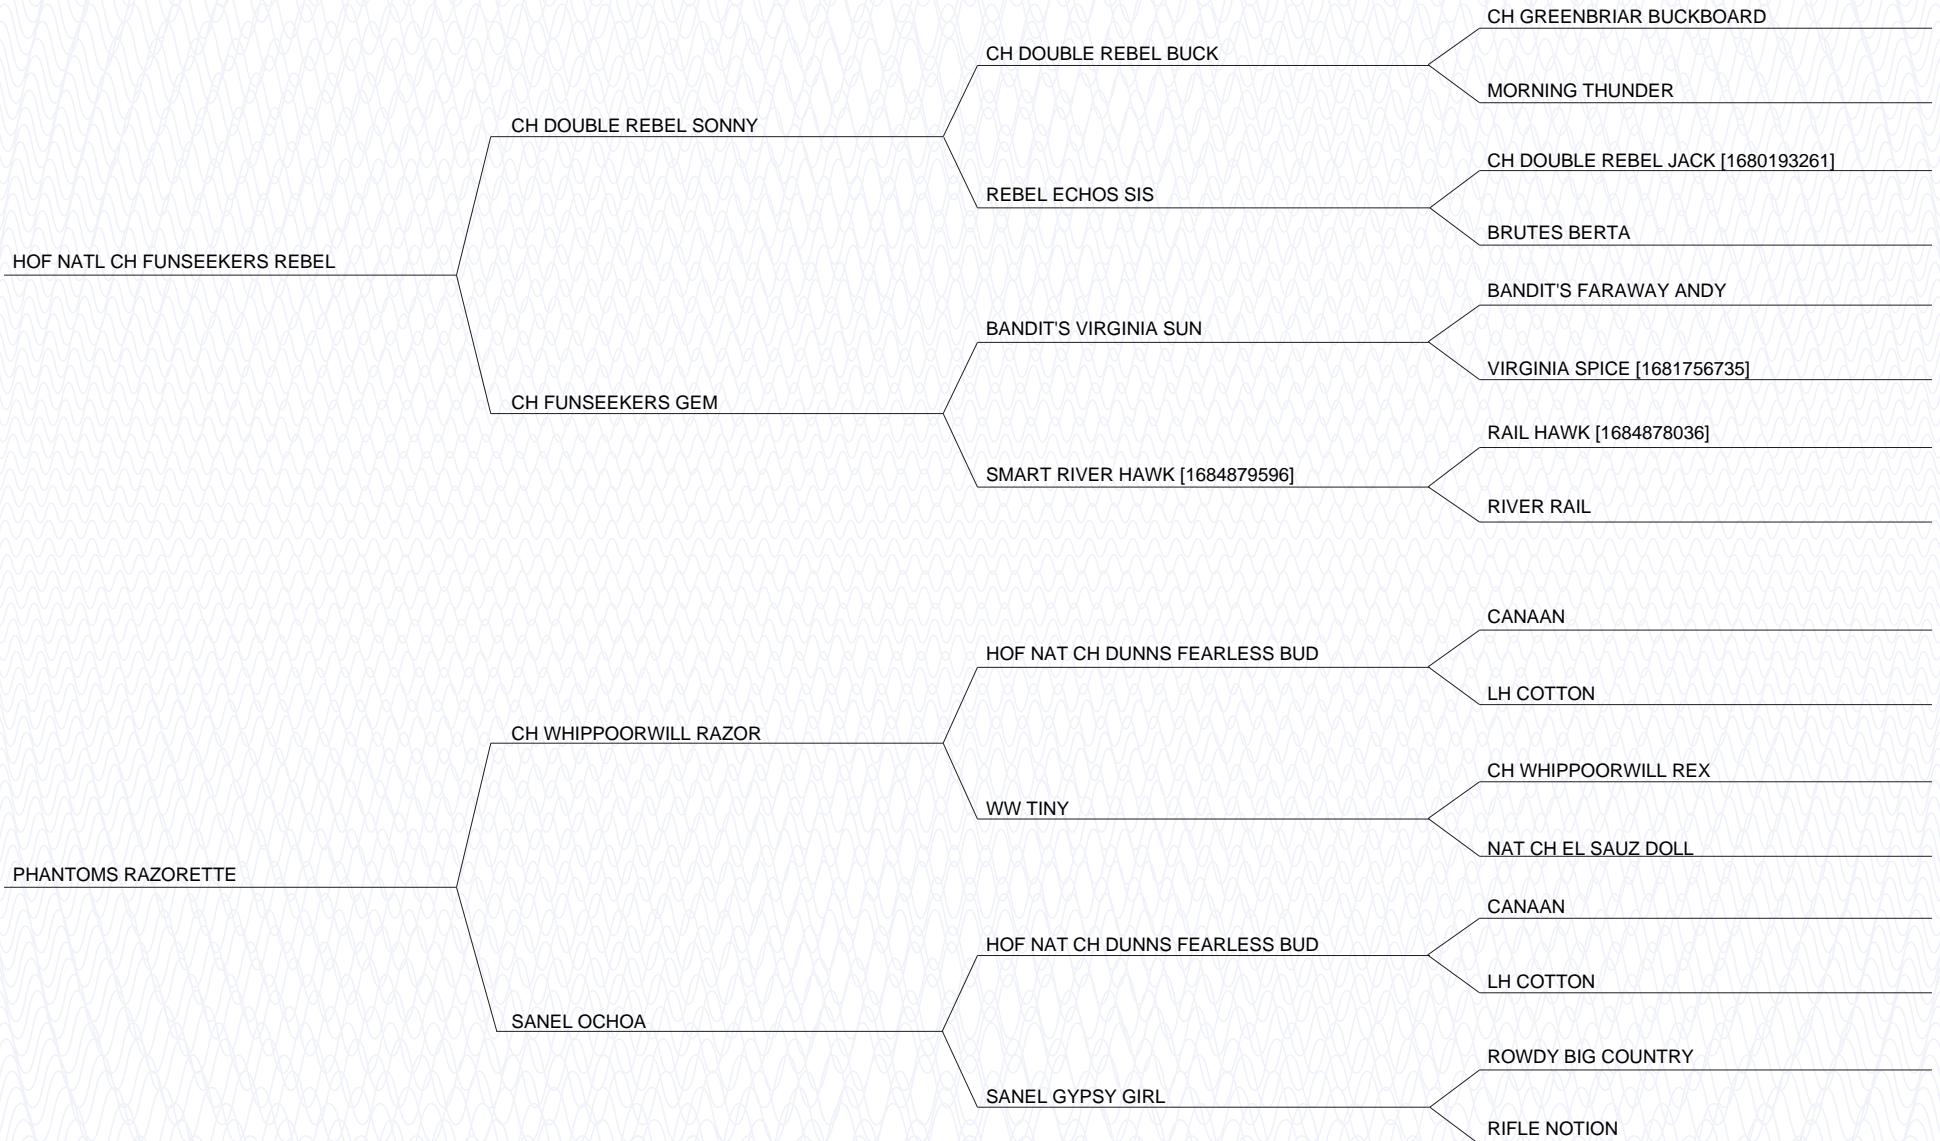 CH GREENBRIAR BUCKBOARD
CH DOUBLE REBEL BUCK
MORNING THUNDER
CH DOUBLE REBEL SONNY
CH DOUBLE REBEL JACK [1680193261]
REBEL ECHOS SIS
BRUTES BERTA
HOF NATL CH FUNSEEKERS REBEL
BANDIT'S FARAWAY ANDY
BANDIT'S VIRGINIA SUN
VIRGINIA SPICE [1681756735]
CH FUNSEEKERS GEM
RAIL HAWK [1684878036]
SMART RIVER HAWK [1684879596]
RIVER RAIL
CANAAN
HOF NAT CH DUNNS FEARLESS BUD
LH COTTON
CH WHIPPOORWILL RAZOR
CH WHIPPOORWILL REX
WW TINY
NAT CH EL SAUZ DOLL
PHANTOMS RAZORETTE
CANAAN
HOF NAT CH DUNNS FEARLESS BUD
LH COTTON
SANEL OCHOA
ROWDY BIG COUNTRY
SANEL GYPSY GIRL
RIFLE NOTION